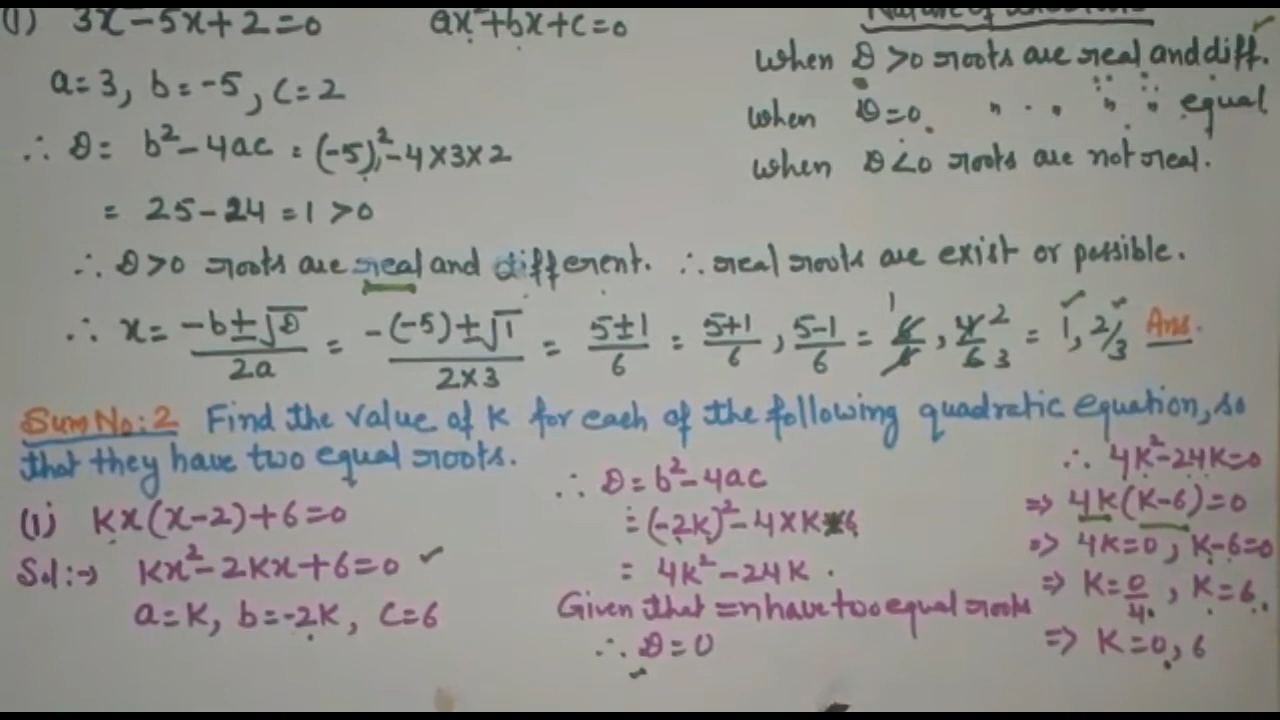 (1) 3x²-5x+2=0 ax²+bx+c=0
a=3, b=-5, c=2
∴ D= b²-4ac = (-5)²-4×3×2
= 25-24 =1>0
when D>0 roots are real and diff.
when D=0 " " " " " equal
when D<0 roots are not real.
∴ D>0 roots are real and different. ∴ real roots are exist or possible.
∴ x= -b±√D/2a = -(-5)±√1/2×3 = 5±1/6 = 5+1/6, 5-1/6 = 6/6, 4/6 = 1, 2/3 Ans.
Sum No: 2 Find the value of K for each of the following quadratic equation, so
that they have two equal roots.
(1) Kx(x-2)+6=0
Sol:→ Kx²-2Kx+6=0 ✓
a=K, b=-2K, c=6
∴ D=b²-4ac
=(-2K)²-4×K×6
= 4K²-24K.
Given that =n have two equal roots
∴ D=0
∴ 4K²-24K=0
⇒ 4K(K-6)=0
⇒ 4K=0, K-6=0
⇒ K=0/4, K=6
⇒ K=0,6